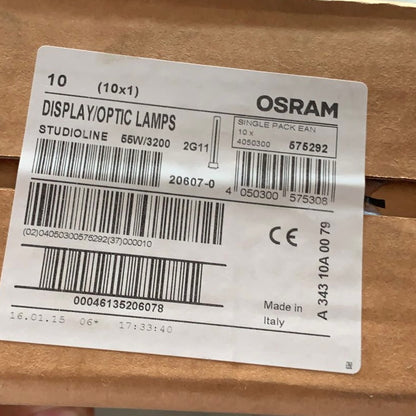 10 (10x1)
OSRAM
DISPLAY/OPTIC LAMPS
STUDIOLINE 55W/3200 2G11
SINGLE PACK EAN
10 x
4050300 575292
20607-0
4 050300 575308
(02)04050300575292(37)000010
CE
00046135206078
Made in
Italy
A 343 10A 00 79
16.01.15 06* 17:33:40